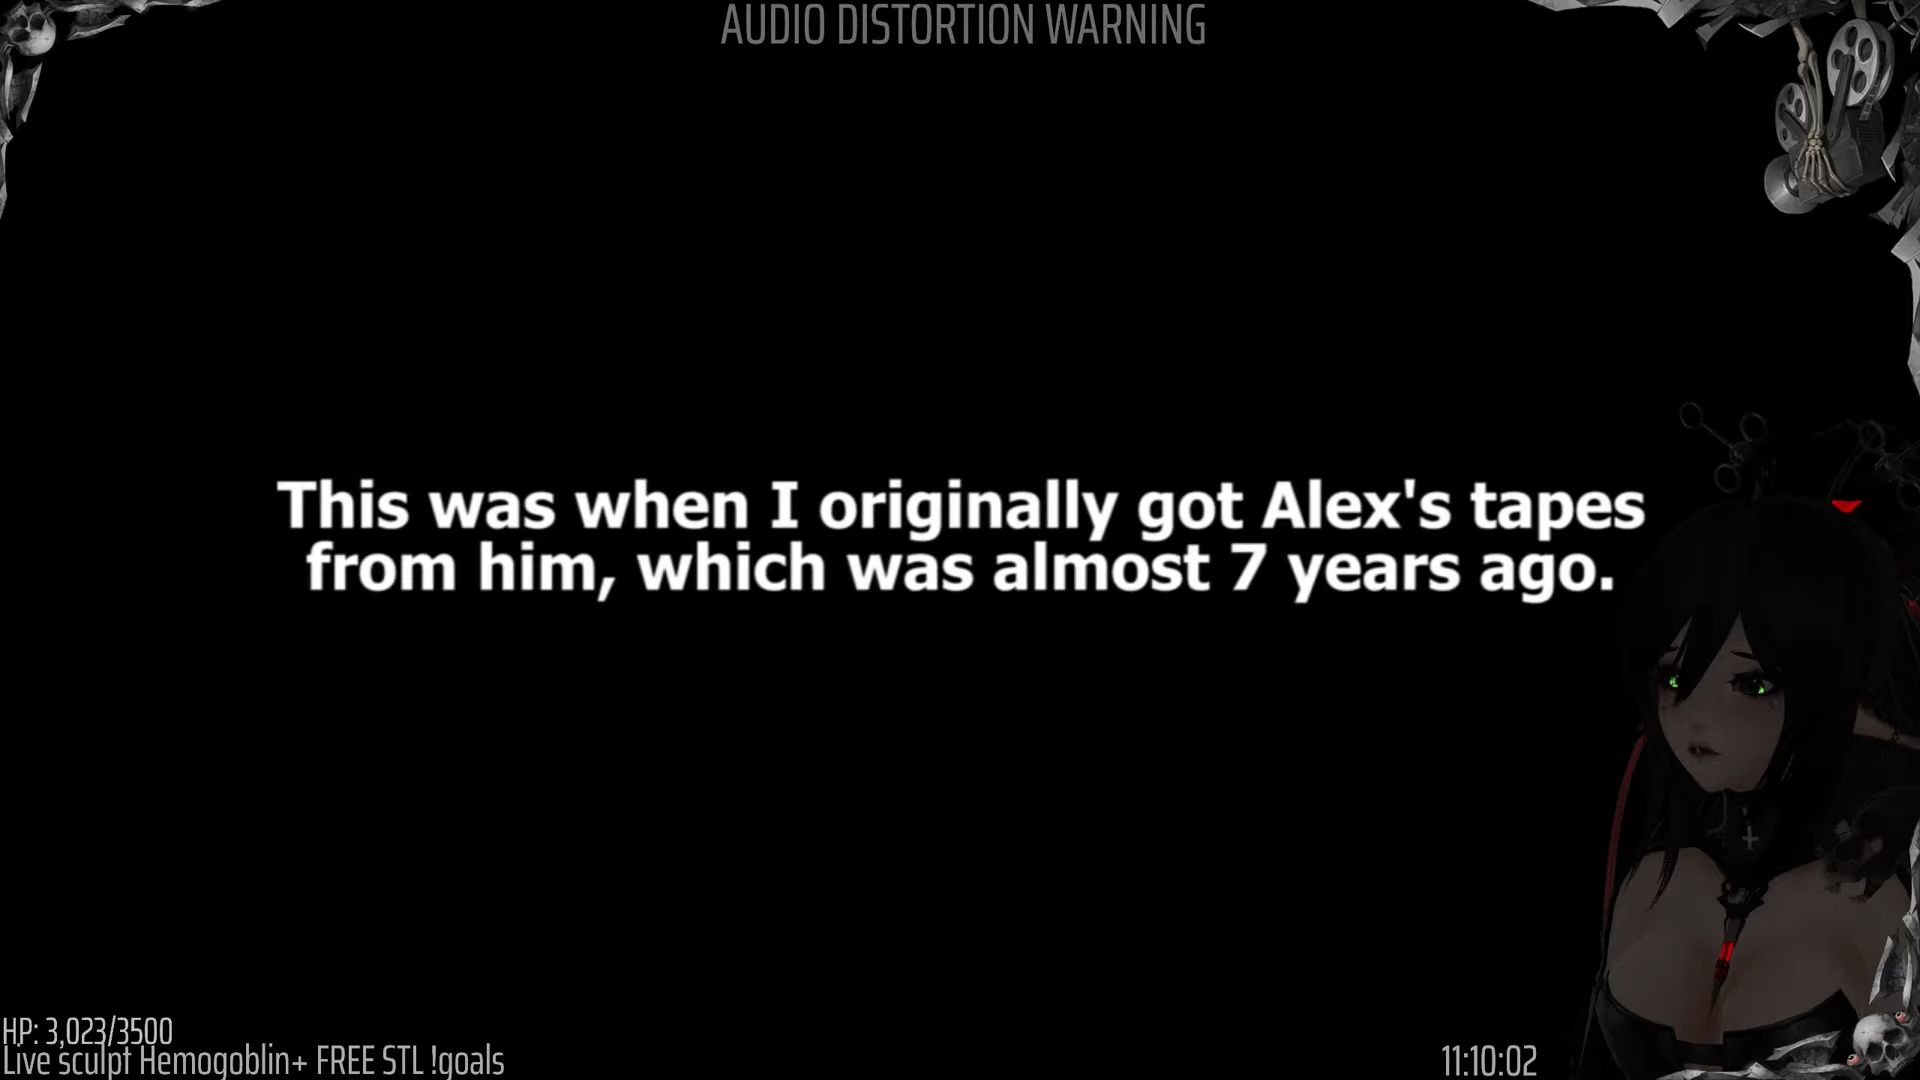 AUDIO DISTORTION WARNING
This was when I originally got Alex's tapes
from him, which was almost 7 years ago.
HP: 3,023/3500
Live sculpt Hemogoblin+ FREE STL !goals
11:10:02